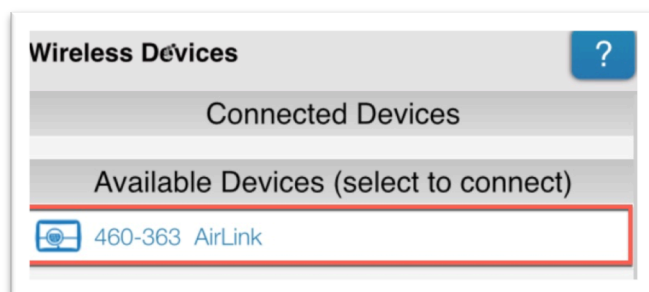 Wireless Devices
?
Connected Devices
Available Devices (select to connect)
460-363 AirLink